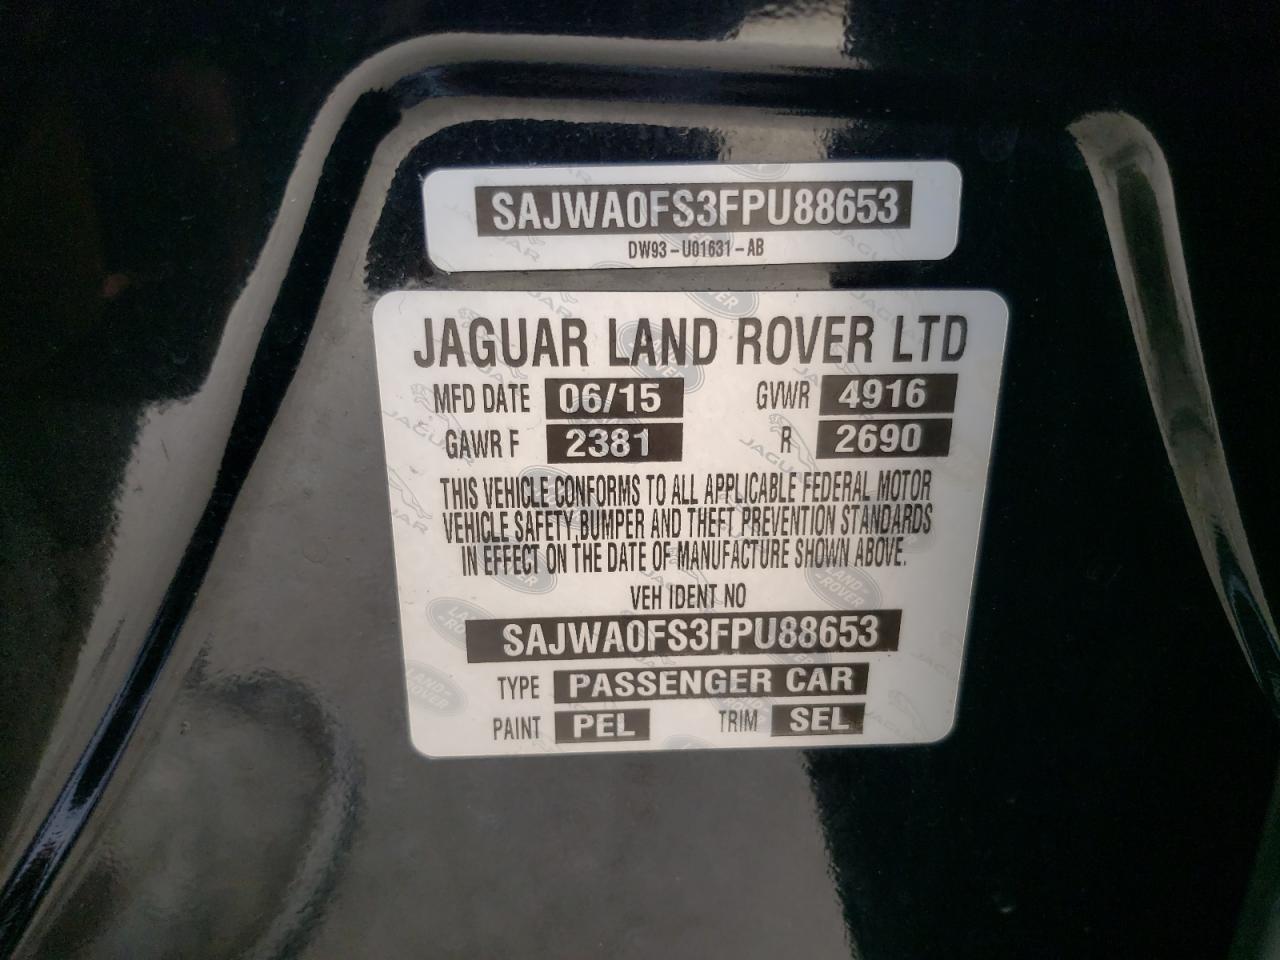 SAJWA0FS3FPU88653
DW93-U01631-AB
JAGUAR LAND ROVER LTD
MFD DATE 06/15 GVWR 4916
GAWR F 2381 R 2690
THIS VEHICLE CONFORMS TO ALL APPLICABLE FEDERAL MOTOR
VEHICLE SAFETY,BUMPER AND THEFT PREVENTION STANDARDS
IN EFFECT ON THE DATE OF MANUFACTURE SHOWN ABOVE.
VEH IDENT NO
SAJWA0FS3FPU88653
TYPE PASSENGER CAR
PAINT PEL TRIM SEL